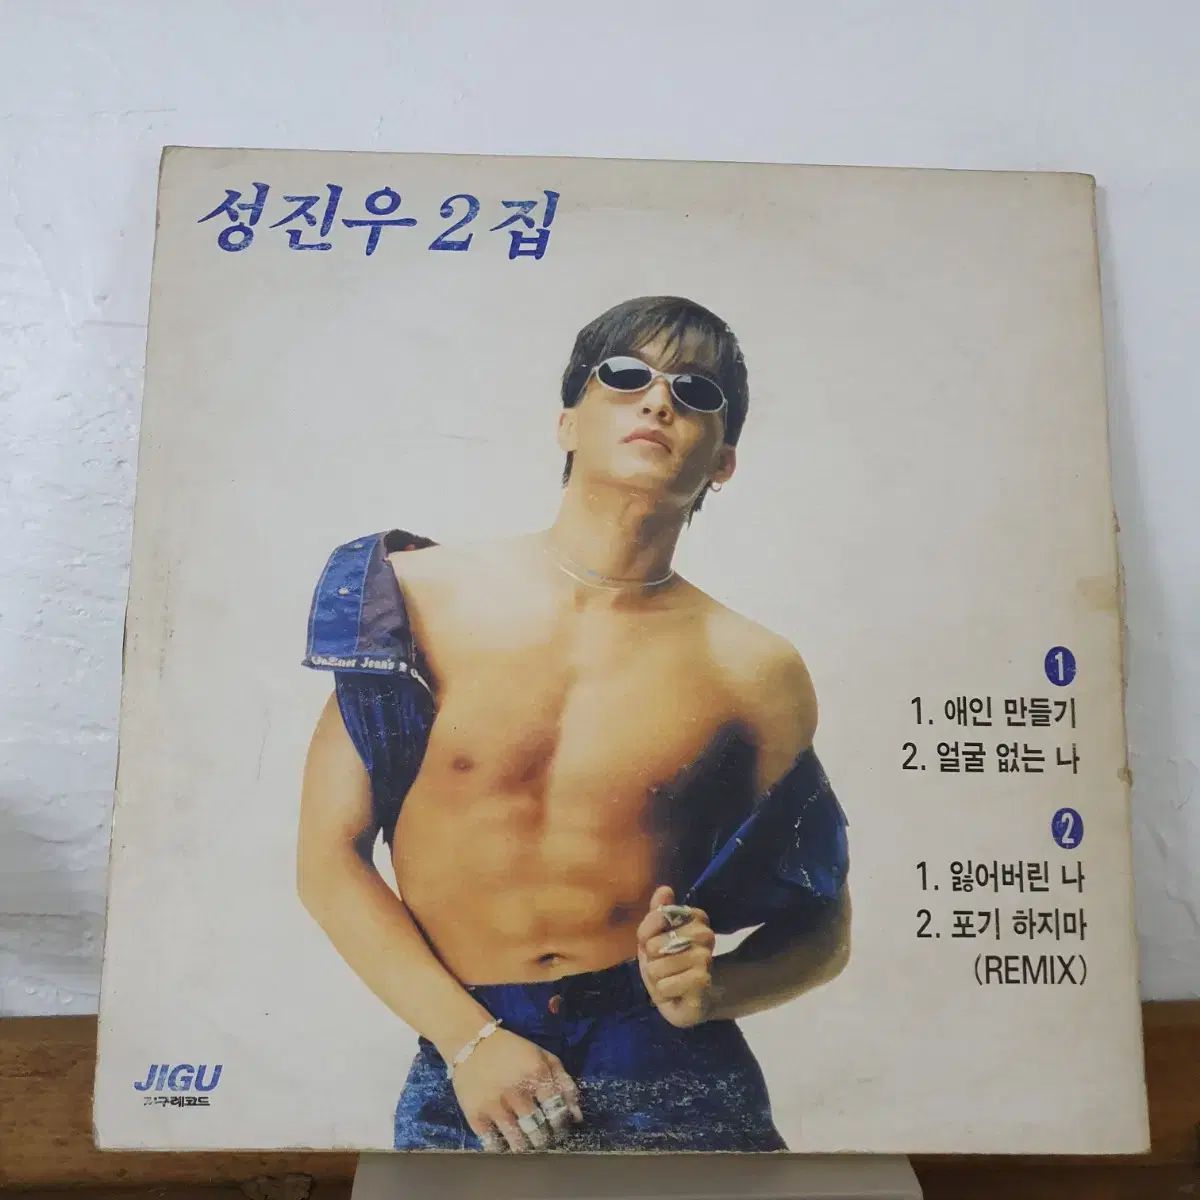 성진우 2집
1
1. 애인 만들기
2. 얼굴 없는 나
2
1. 잃어버린 나
2. 포기 하지마
(REMIX)
JIGU
지구레코드